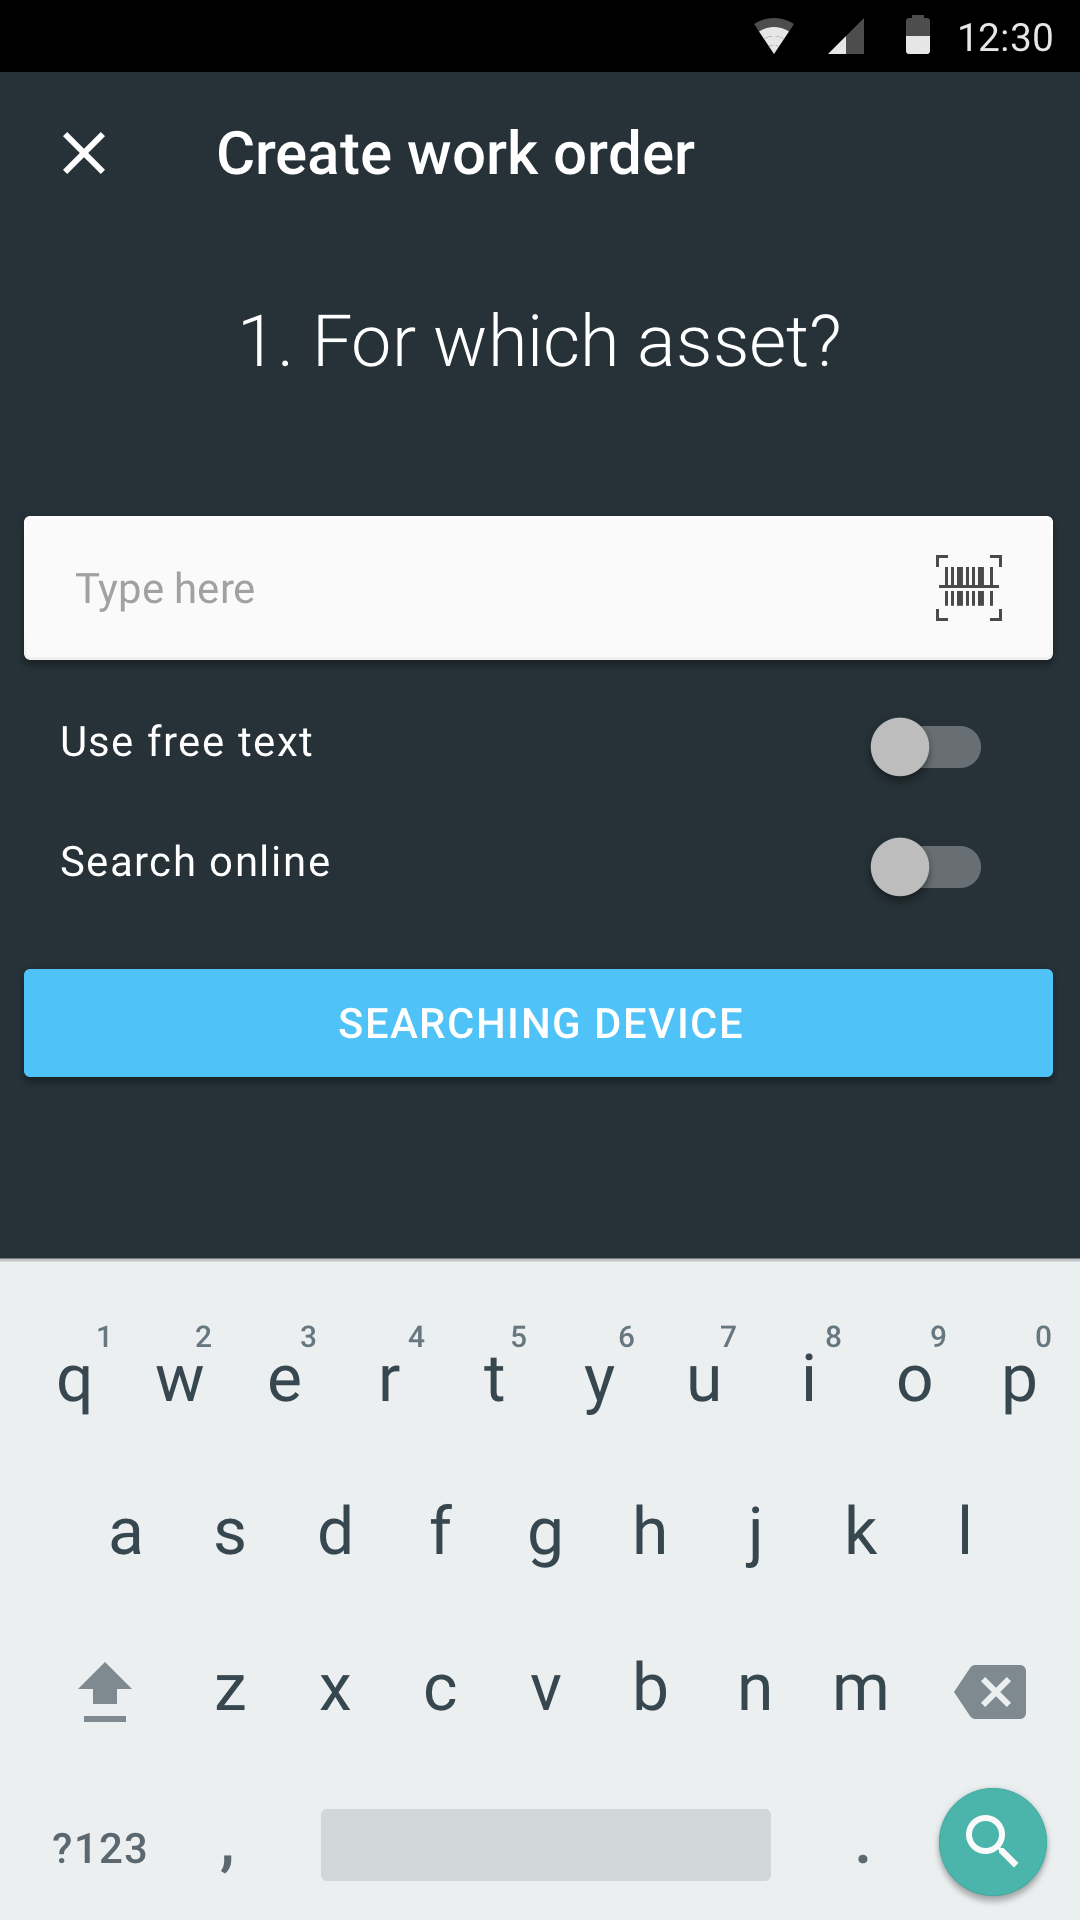 12:30
Create work order
1. For which asset?
Type here
Use free text
Search online
SEARCHING DEVICE
1 2 3 4 5 6 7 8 9 0
q w e r t y u i o p
a s d f g h j k l
z x c v b n m
?123 , .